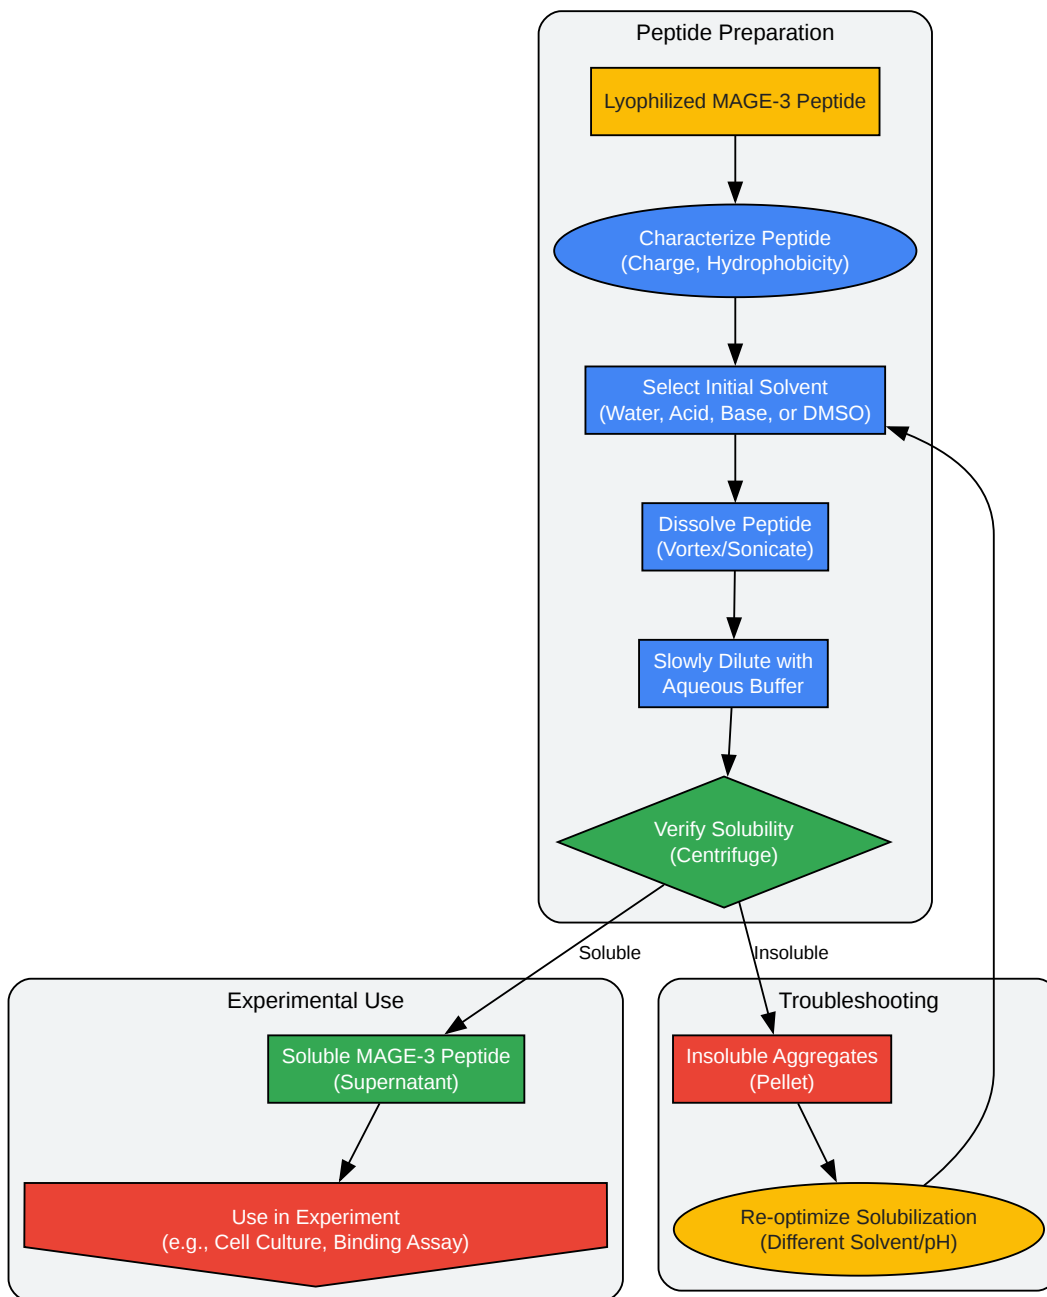 Peptide Preparation
Lyophilized MAGE-3 Peptide
Characterize Peptide
(Charge, Hydrophobicity)
Select Initial Solvent
(Water, Acid, Base, or DMSO)
Dissolve Peptide
(Vortex/Sonicate)
Slowly Dilute with
Aqueous Buffer
Verify Solubility
(Centrifuge)
Soluble
Insoluble
Experimental Use
Soluble MAGE-3 Peptide
(Supernatant)
Use in Experiment
(e.g., Cell Culture, Binding Assay)
Troubleshooting
Insoluble Aggregates
(Pellet)
Re-optimize Solubilization
(Different Solvent/pH)